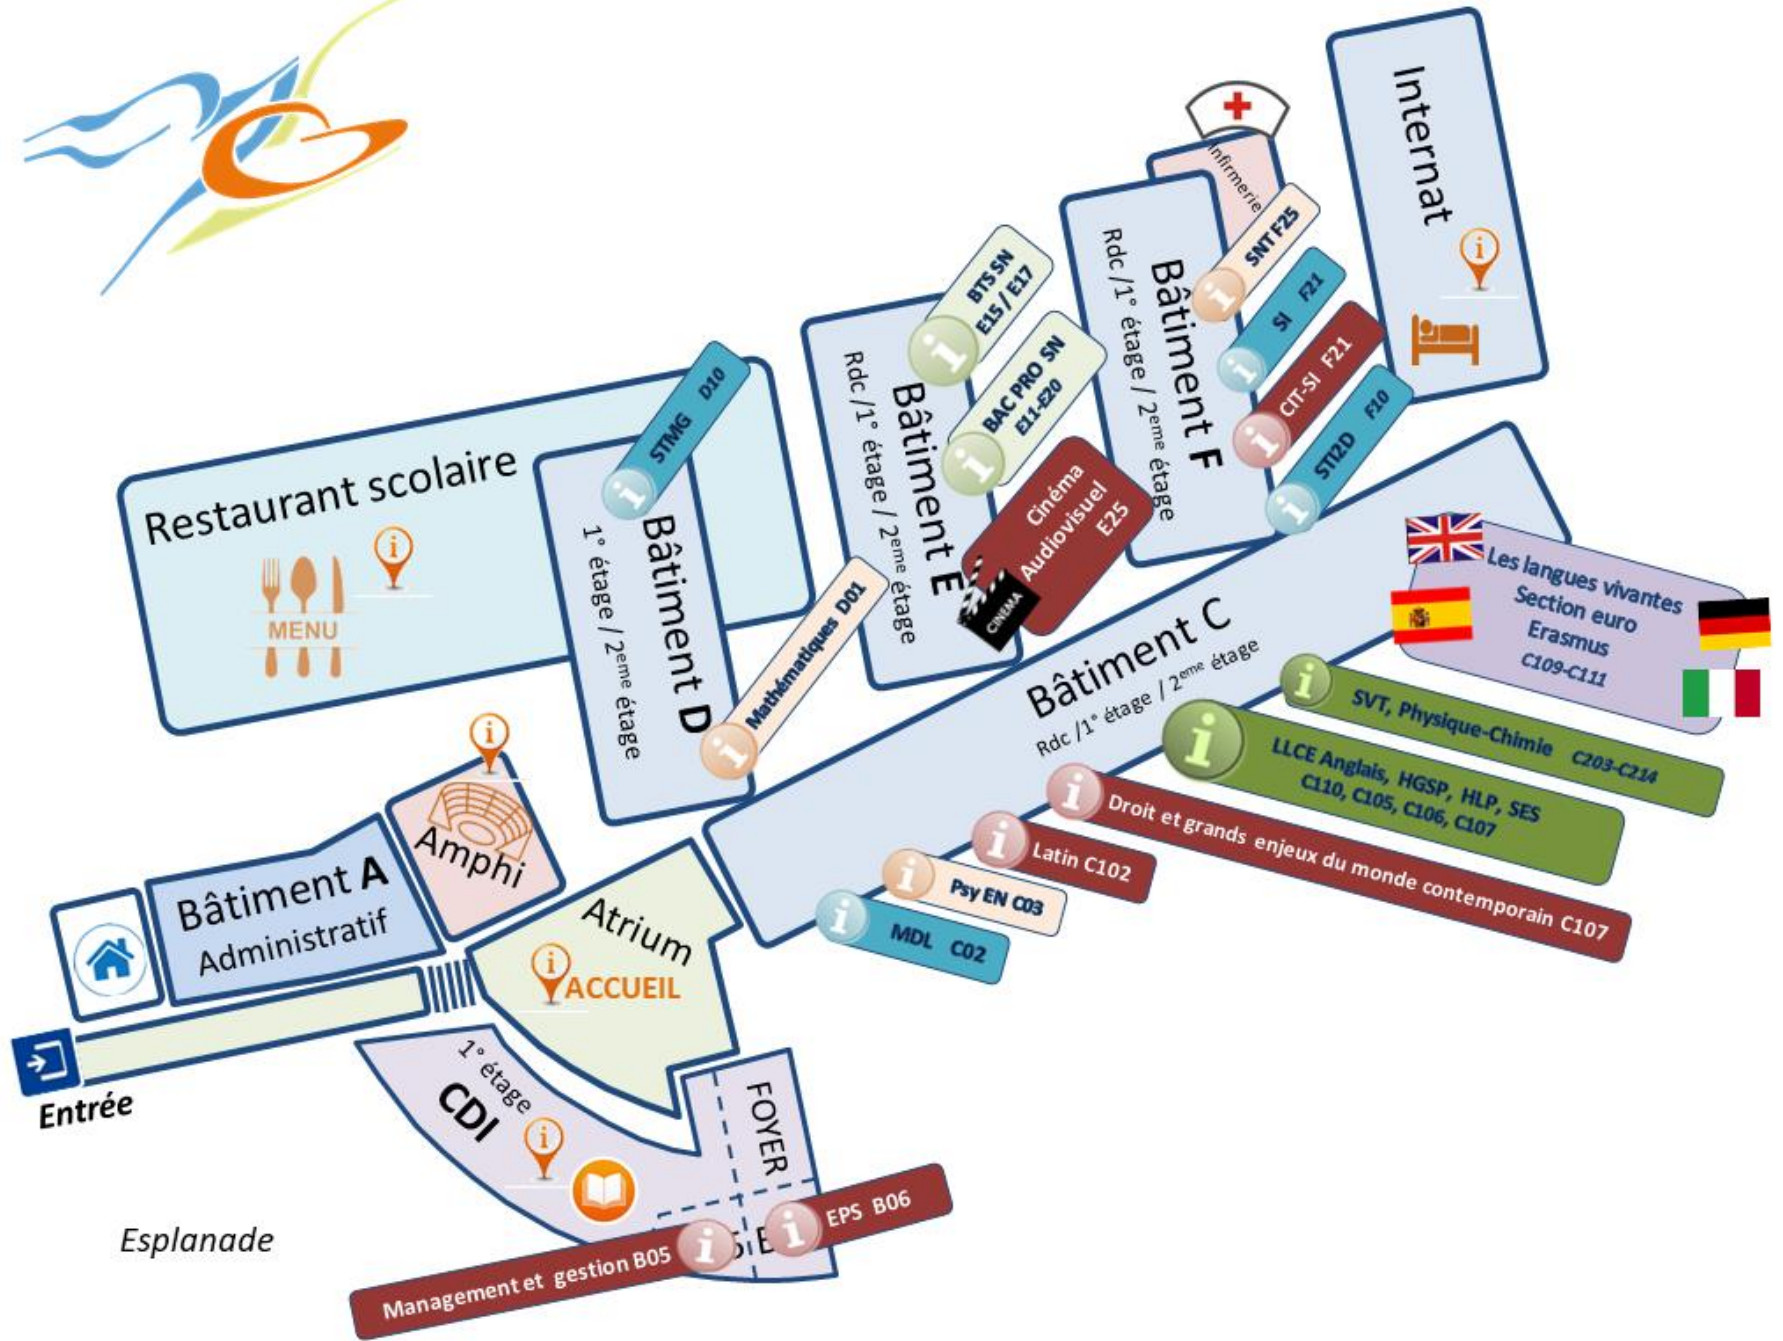 Internat
Infirmerie
SNT F25
SI F21
CIT-SI F21
STI2D F10
Bâtiment F
Rdc /1° étage / 2eme étage
BTS SN
E15 / E17
BAC PRO SN
E11-E20
Cinéma
Audiovisuel
E25
CINEMA
Bâtiment E
Rdc /1° étage / 2eme étage
STMG D10
Restaurant scolaire
MENU
Bâtiment D
1° étage / 2eme étage
Mathématiques D01
Bâtiment C
Rdc /1° étage / 2eme étage
Les langues vivantes
Section euro
Erasmus
C109-C111
SVT, Physique-Chimie C203-C214
LLCE Anglais, HGSP, HLP, SES
C110, C105, C106, C107
Droit et grands enjeux du monde contemporain C107
Latin C102
Psy EN C03
MDL C02
Amphi
Bâtiment A
Administratif
Atrium
ACCUEIL
Entrée
1° étage
CDI
FOYER
EPS B06
Management et gestion B05
Esplanade